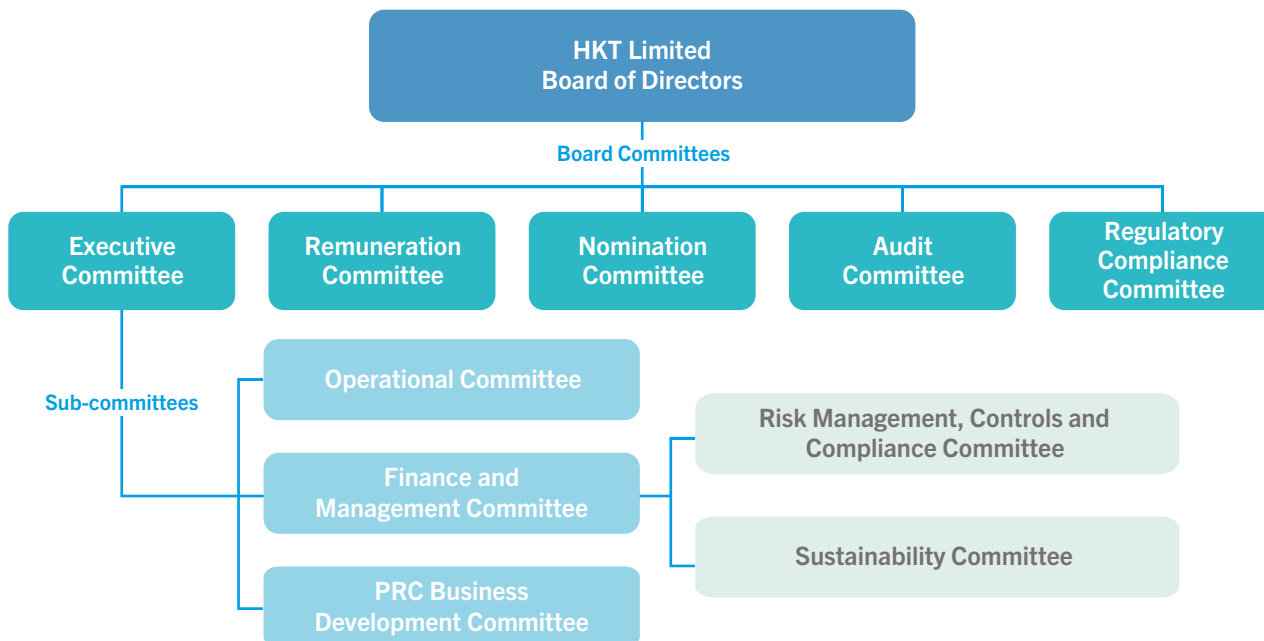 HKT Limited
Board of Directors
Board Committees
Executive
Committee
Remuneration
Committee
Nomination
Committee
Audit
Committee
Regulatory
Compliance
Committee
Sub-committees
Operational Committee
Finance and
Management Committee
PRC Business
Development Committee
Risk Management, Controls and
Compliance Committee
Sustainability Committee